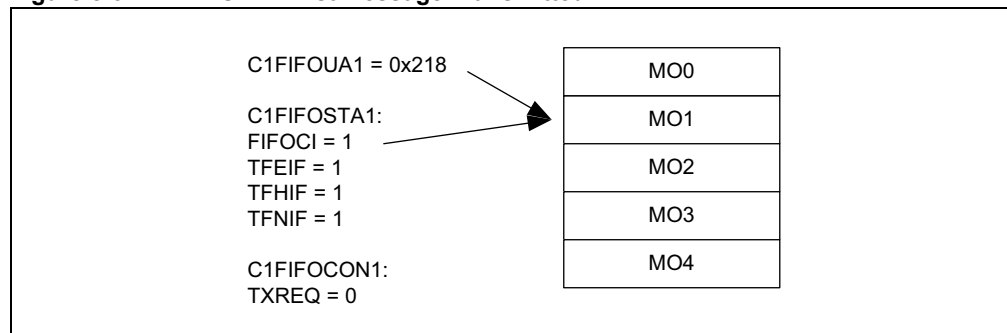 C1FIFOUA1 = 0x218
C1FIFOSTA1:
FIFOCI = 1
TFEIF = 1
TFHIF = 1
TFNIF = 1
C1FIFOCON1:
TXREQ = 0
MO0
MO1
MO2
MO3
MO4